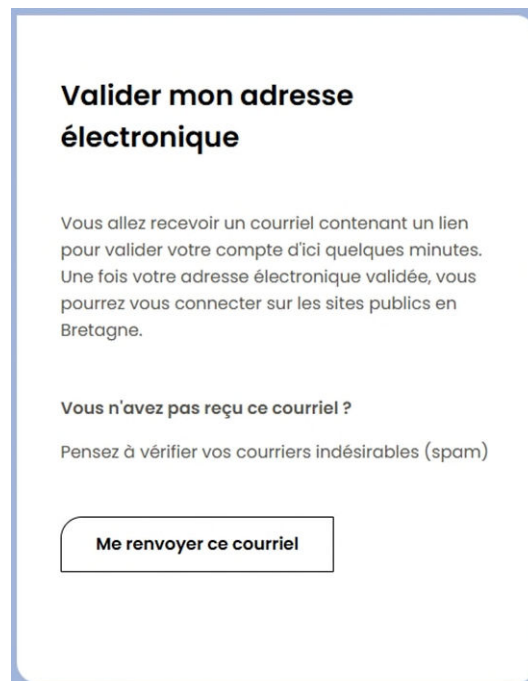 Valider mon adresse
électronique
Vous allez recevoir un courriel contenant un lien
pour valider votre compte d'ici quelques minutes.
Une fois votre adresse électronique validée, vous
pourrez vous connecter sur les sites publics en
Bretagne.
Vous n'avez pas reçu ce courriel ?
Pensez à vérifier vos courriers indésirables (spam)
Me renvoyer ce courriel